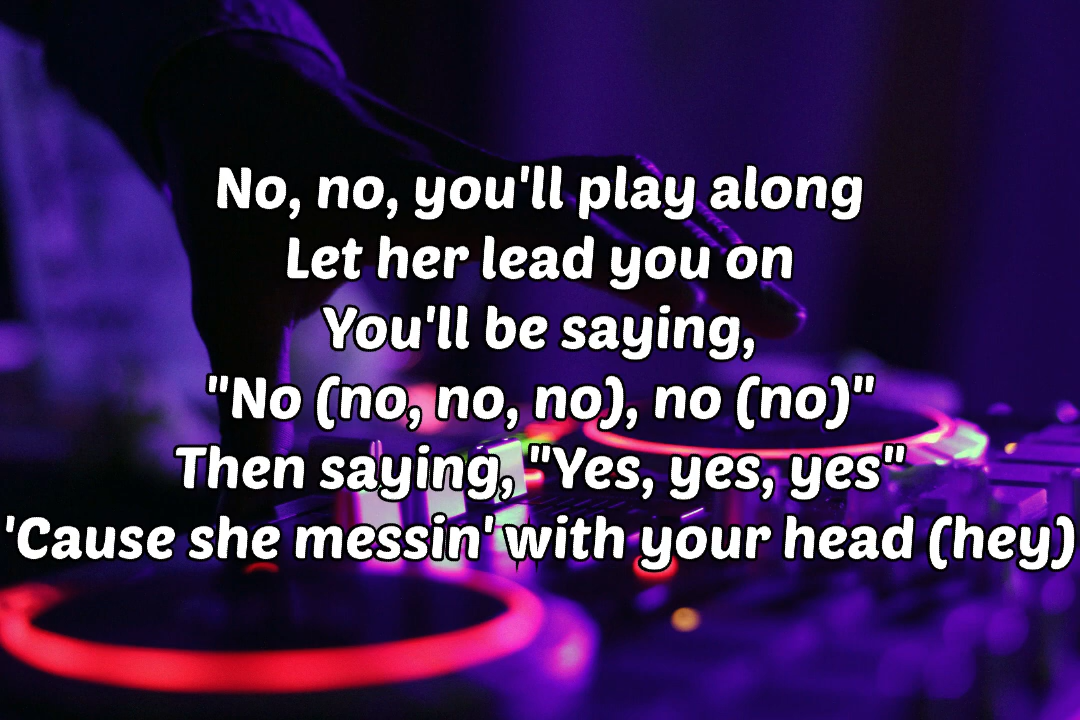 No, no, you'll play along
Let her lead you on
You'll be saying,
"No (no, no, no), no (no)"
Then saying, "Yes, yes, yes"
'Cause she messin' with your head (hey)